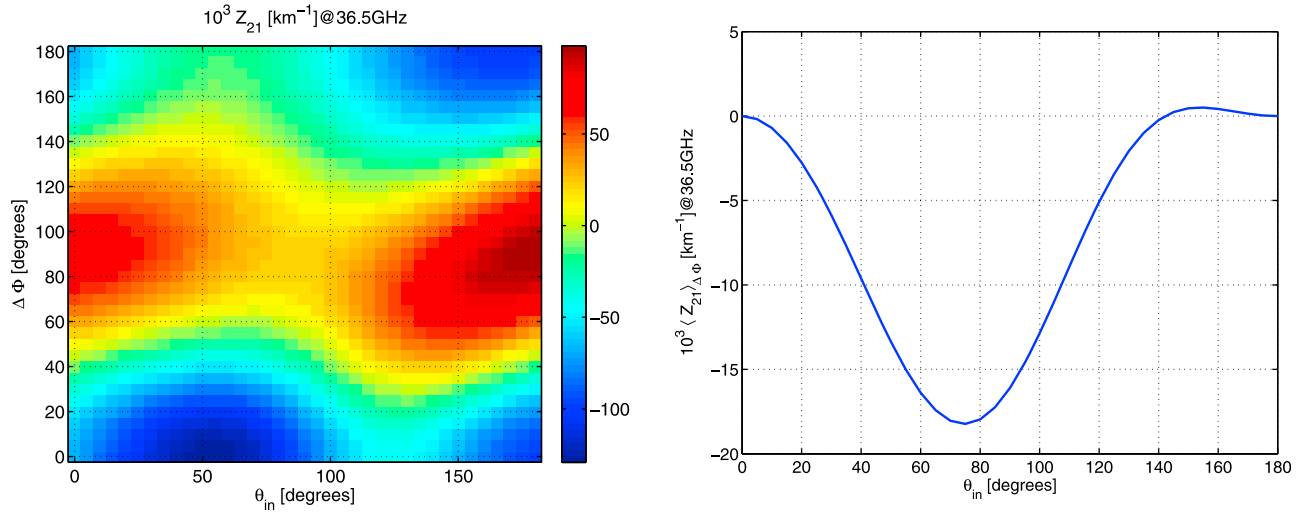 10³ Z₂₁ [km⁻¹]@36.5GHz
180
160
140
120
100
80
60
40
20
0
Δ Φ [degrees]
0 50 100 150
θin [degrees]
50
0
−50
−100
5
0
−5
−10
−15
−20
10³ ⟨ Z₂₁⟩Δ Φ [km⁻¹]@36.5GHz
0 20 40 60 80 100 120 140 160 180
θin [degrees]